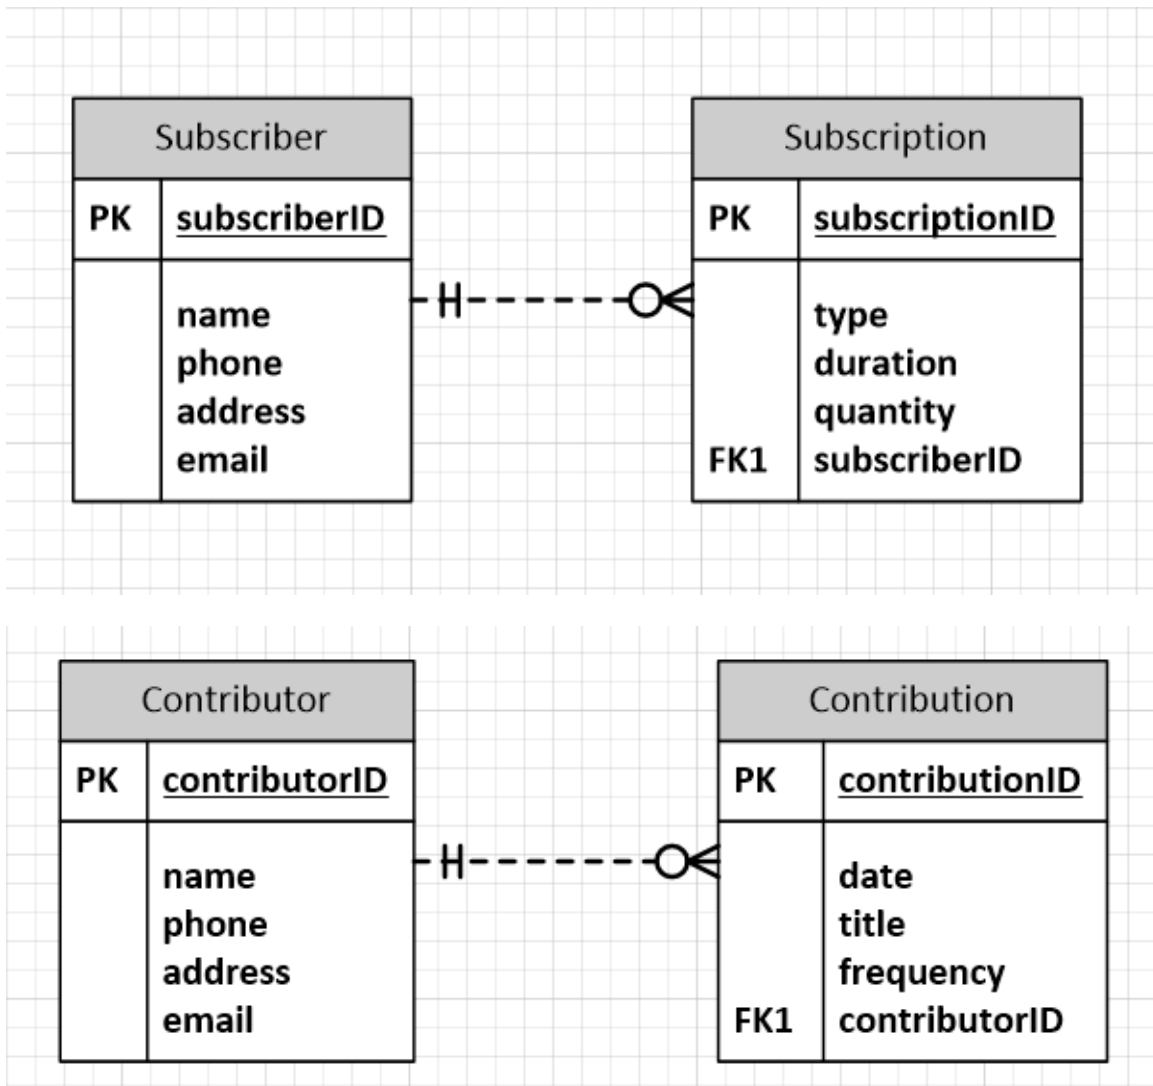 Subscriber
PK subscriberID
name
phone
address
email
Subscription
PK subscriptionID
type
duration
quantity
FK1 subscriberID
Contributor
PK contributorID
name
phone
address
email
Contribution
PK contributionID
date
title
frequency
FK1 contributorID